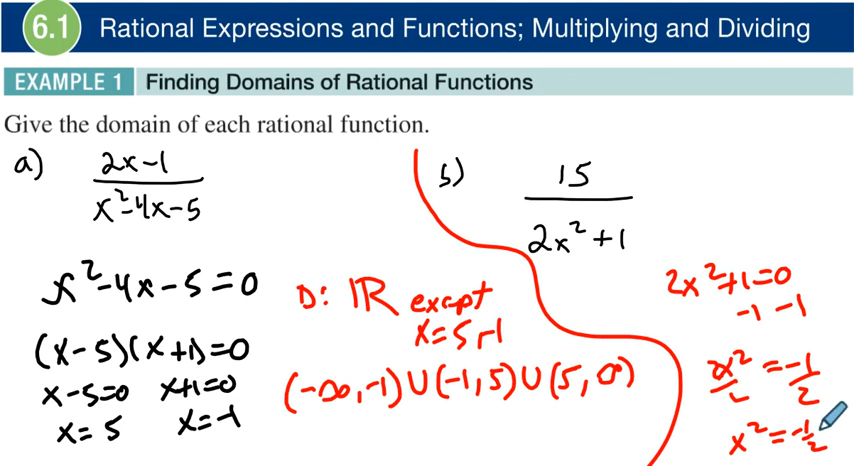 6.1 Rational Expressions and Functions; Multiplying and Dividing
EXAMPLE 1 Finding Domains of Rational Functions
Give the domain of each rational function.
a) 2x-1
x²-4x-5
x²-4x-5=0
(x-5)(x+1)=0
x-5=0 x+1=0
x=5 x=-1
D: ℝ except
x=5,-1
(-∞,-1)∪(-1,5)∪(5,∞)
b) 15
2x²+1
2x²+1=0
-1 -1
2x²/2 = -1/2
x²=-1/2